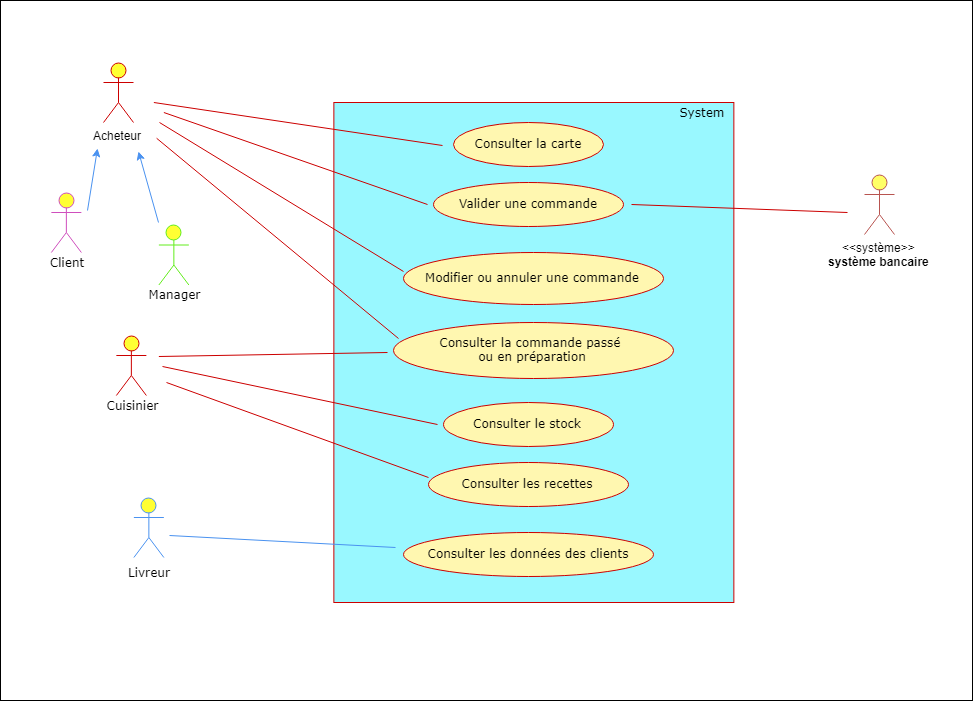 System
Acheteur
Client
Manager
Cuisinier
Livreur
Consulter la carte
Valider une commande
Modifier ou annuler une commande
Consulter la commande passé
ou en préparation
Consulter le stock
Consulter les recettes
Consulter les données des clients
<<système>>
système bancaire